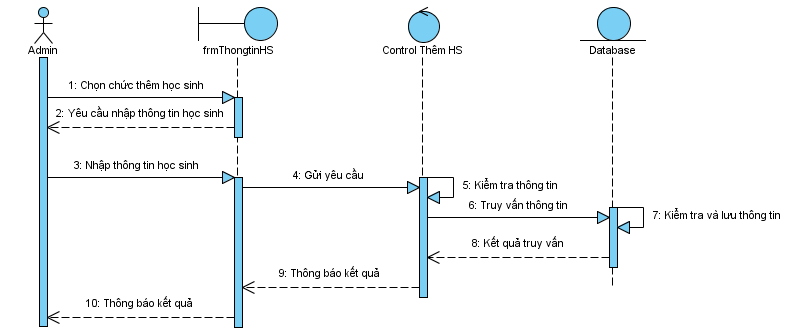 Admin
frmThongtinHS
Control Thêm HS
Database
1: Chọn chức thêm học sinh
2: Yêu cầu nhập thông tin học sinh
3: Nhập thông tin học sinh
4: Gửi yêu cầu
5: Kiểm tra thông tin
6: Truy vấn thông tin
7: Kiểm tra và lưu thông tin
8: Kết quả truy vấn
9: Thông báo kết quả
10: Thông báo kết quả